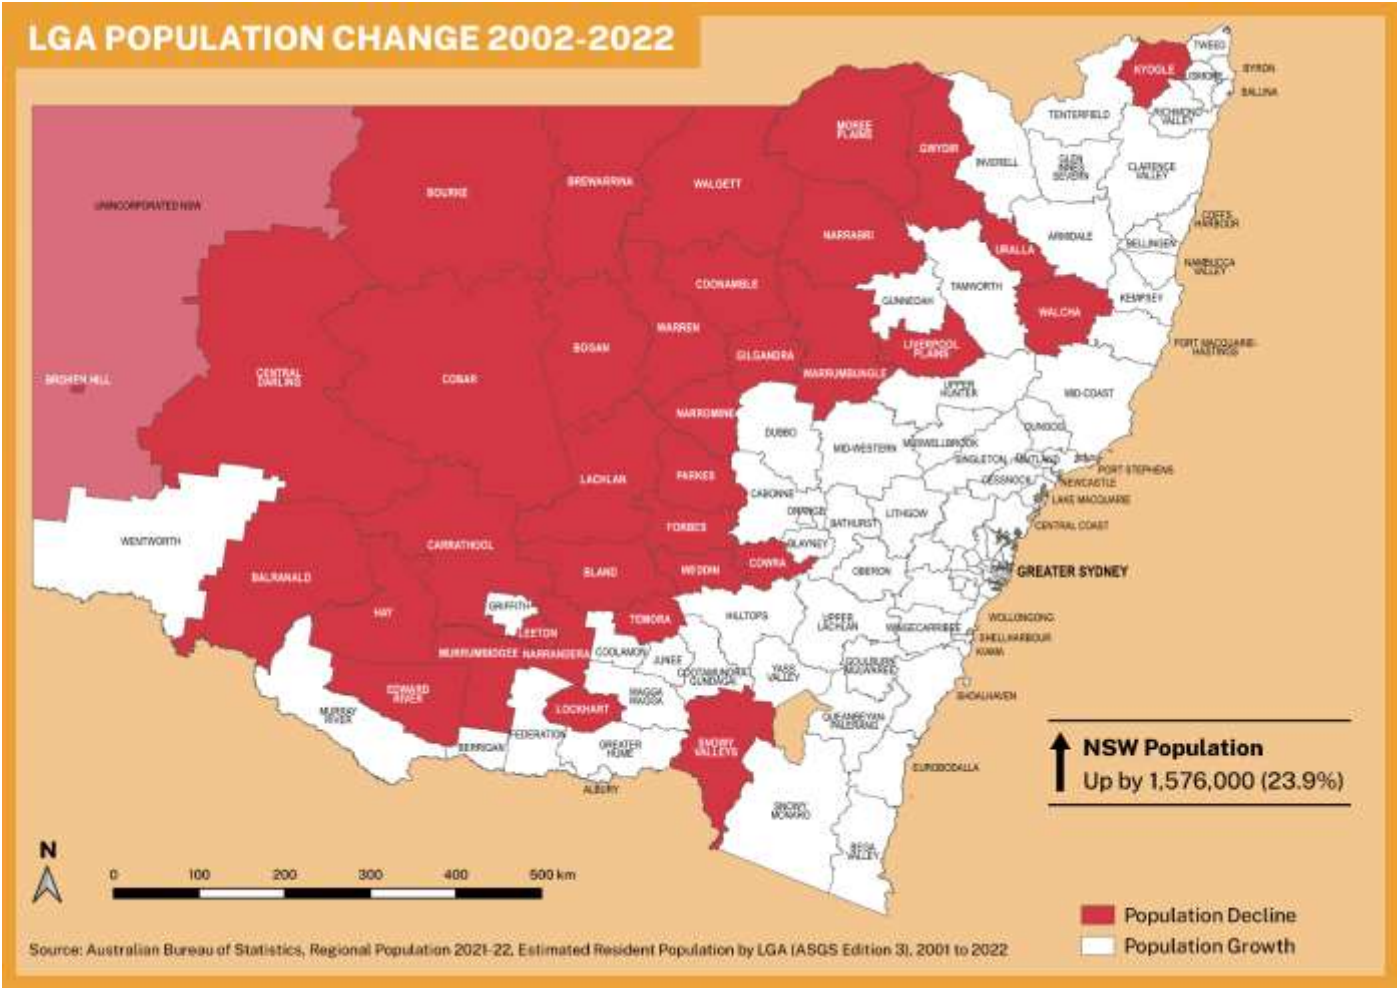 LGA POPULATION CHANGE 2002-2022
TWEED
KYOGLE
LISMORE
BYRON
BALLINA
RICHMOND
VALLEY
TENTERFIELD
MOREE
PLAINS
GWYDIR
INVERELL
GLEN
INNES
SEVERN
CLARENCE
VALLEY
BOURKE
BREWARRINA
WALGETT
UNINCORPORATED NSW
COFFS
HARBOUR
NARRABRI
URALLA
ARMIDALE
BELLINGEN
NAMBUCCA
VALLEY
COONAMBLE
GUNNEDAH
TAMWORTH
WALCHA
KEMPSEY
WARREN
BOGAN
GILGANDRA
LIVERPOOL
PLAINS
PORT MACQUARIE-
HASTINGS
BROKEN HILL
CENTRAL
DARLING
COBAR
WARRUMBUNGLE
UPPER
HUNTER
MID-COAST
NARROMINE
DUBBO
DUNGOG
MID-WESTERN
MUSWELLBROOK
SINGLETON
MAITLAND
PORT STEPHENS
LACHLAN
PARKES
CESSNOCK
NEWCASTLE
CABONNE
LAKE MACQUARIE
ORANGE
LITHGOW
BATHURST
FORBES
CENTRAL COAST
WENTWORTH
CARRATHOOL
BLAYNEY
BALRANALD
BLAND
WEDDIN
COWRA
OBERON
GREATER SYDNEY
HAY
GRIFFITH
TEMORA
HILLTOPS
UPPER
LACHLAN
WOLLONGONG
LEETON
WINGECARRIBEE
SHELLHARBOUR
KIAMA
MURRUMBIDGEE
NARRANDERA
COOLAMON
JUNEE
COOTAMUNDRA
GUNDAGAI
YASS
VALLEY
GOULBURN
MULWAREE
EDWARD
RIVER
LOCKHART
WAGGA
WAGGA
SHOALHAVEN
MURRAY
RIVER
QUEANBEYAN-
PALERANG
BERRIGAN
FEDERATION
GREATER
HUME
SNOWY
VALLEYS
EUROBODALLA
ALBURY
SNOWY
MONARO
BEGA
VALLEY
NSW Population
Up by 1,576,000 (23.9%)
N
0 100 200 300 400 500 km
Population Decline
Population Growth
Source: Australian Bureau of Statistics, Regional Population 2021-22, Estimated Resident Population by LGA (ASGS Edition 3), 2001 to 2022